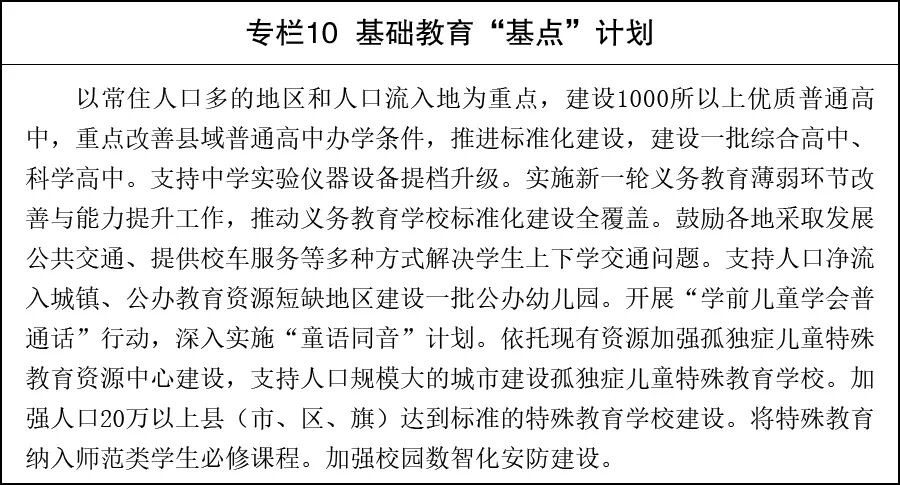 专栏10 基础教育“基点”计划
以常住人口多的地区和人口流入地为重点，建设1000所以上优质普通高
中，重点改善县域普通高中办学条件，推进标准化建设，建设一批综合高中、
科学高中。支持中学实验仪器设备提档升级。实施新一轮义务教育薄弱环节改
善与能力提升工作，推动义务教育学校标准化建设全覆盖。鼓励各地采取发展
公共交通、提供校车服务等多种方式解决学生上下学交通问题。支持人口净流
入城镇、公办教育资源短缺地区建设一批公办幼儿园。开展“学前儿童学会普
通话”行动，深入实施“童语同音”计划。依托现有资源加强孤独症儿童特殊
教育资源中心建设，支持人口规模大的城市建设孤独症儿童特殊教育学校。加
强人口20万以上县（市、区、旗）达到标准的特殊教育学校建设。将特殊教育
纳入师范类学生必修课程。加强校园数智化安防建设。